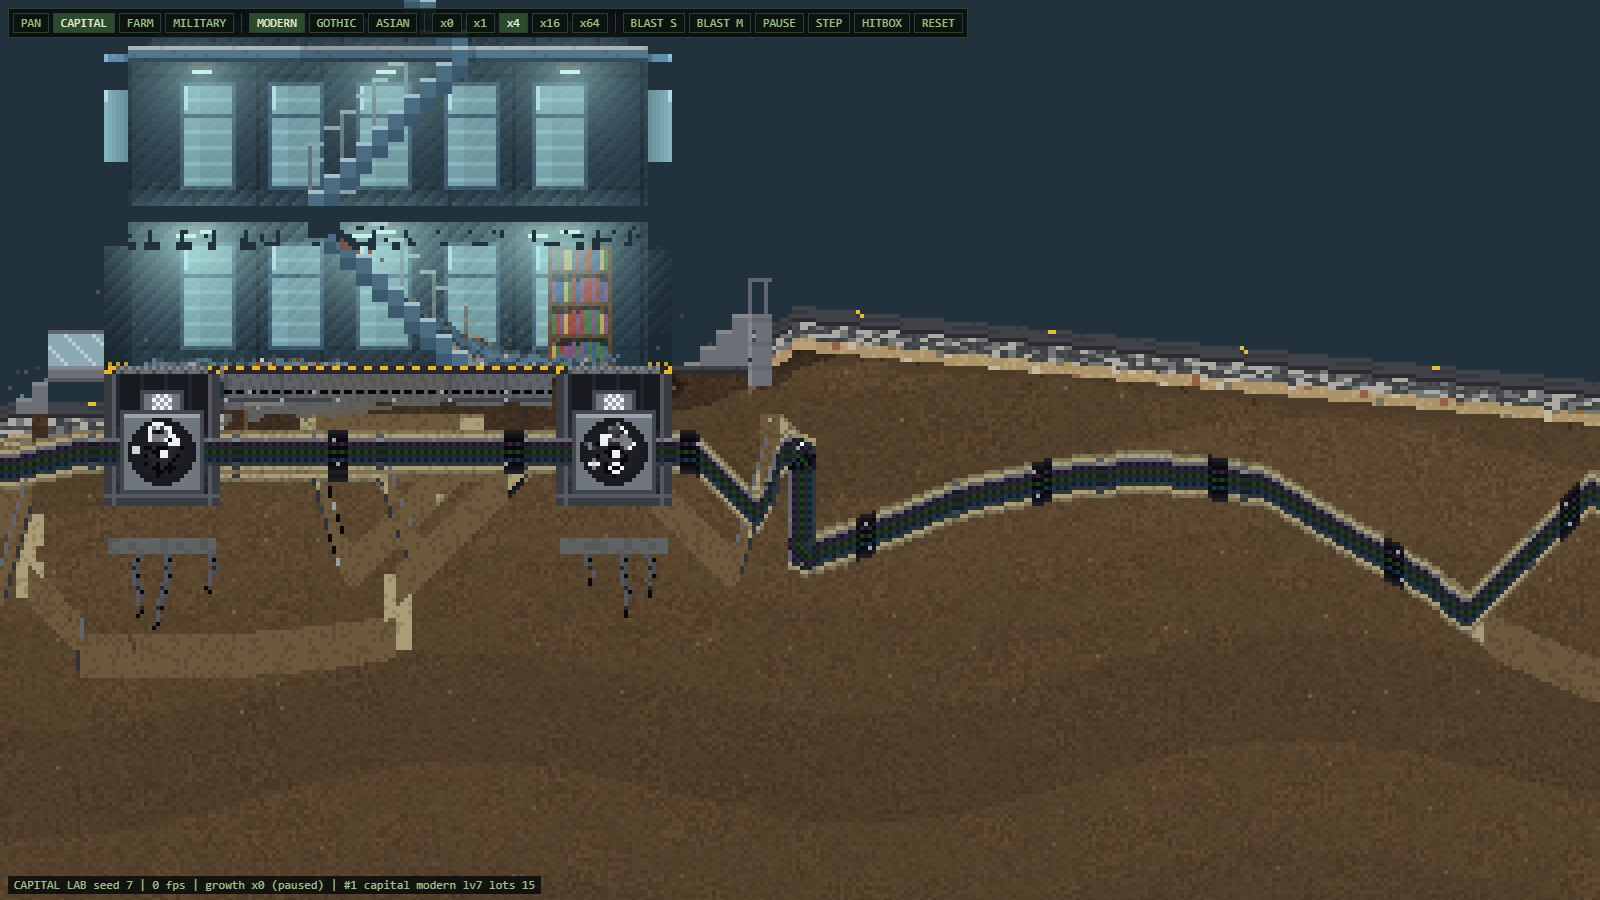 PAN CAPITAL FARM MILITARY MODERN GOTHIC ASIAN x0 x1 x4 x16 x64 BLAST S BLAST M PAUSE STEP HITBOX RESET
CAPITAL LAB seed 7 | 0 fps | growth x0 (paused) | #1 capital modern lv7 lots 15